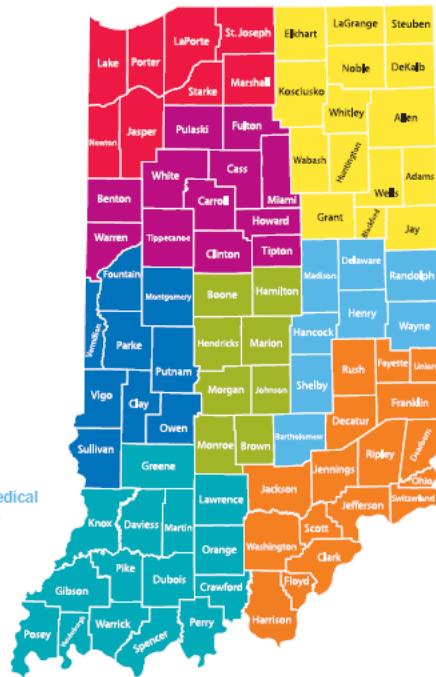 LaGrange
Steuben
St. Joseph
Elkhart
LaPorte
Porter
Lake
Noble
DeKalb
Marshall
Starke
Kosciusko
Whitley
Allen
Newton
Jasper
Pulaski
Fulton
Wabash
Huntington
White
Cass
Wells
Adams
Miami
Carroll
Benton
Grant
Blackford
Jay
Howard
Warren
Tippecanoe
Clinton
Tipton
Fountain
Madison
Delaware
Randolph
Montgomery
Boone
Hamilton
Vermillion
Henry
Parke
Hendricks
Marion
Hancock
Wayne
Putnam
Rush
Fayette
Union
Vigo
Clay
Morgan
Johnson
Shelby
Franklin
Owen
Decatur
Sullivan
Monroe
Brown
Bartholomew
Ripley
Dearborn
Greene
Jennings
Ohio
edical
Lawrence
Jackson
Jefferson
Switzerland
Knox
Daviess
Martin
Scott
Orange
Washington
Clark
Pike
Dubois
Gibson
Crawford
Floyd
Harrison
Posey
Vanderburgh
Warrick
Spencer
Perry